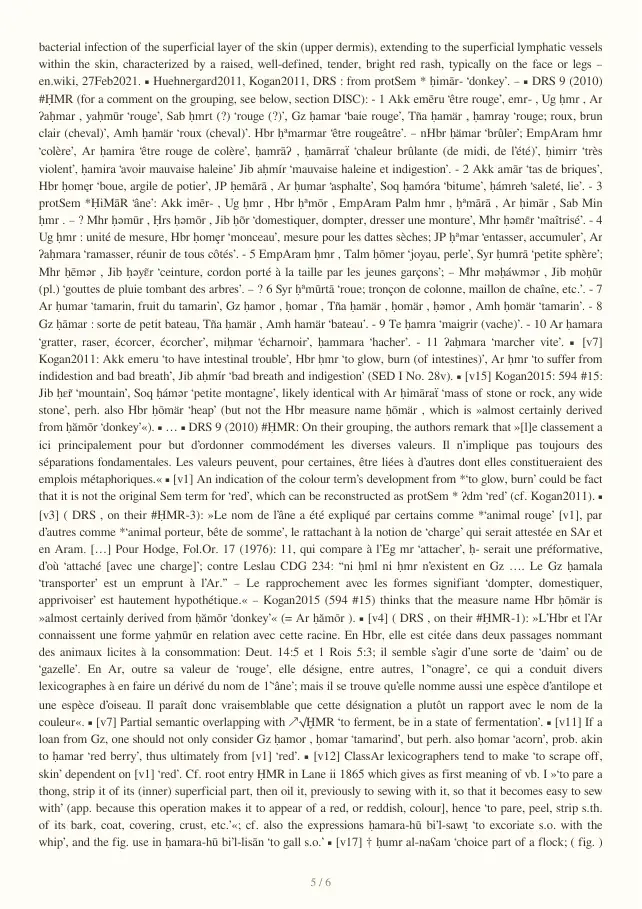 bacterial infection of the superficial layer of the skin (upper dermis), extending to the superficial lymphatic vessels
within the skin, characterized by a raised, well-defined, tender, bright red rash, typically on the face or legs –
en.wiki, 27Feb2021. ▪ Huehnergard2011, Kogan2011, DRS : from protSem * ḥimār- ‘donkey’. – ▪ DRS 9 (2010)
#ḤMR (for a comment on the grouping, see below, section DISC): - 1 Akk emēru ‘être rouge’, emr- , Ug ḥmr , Ar
ʔaḥmar , yaḥmūr ‘rouge’, Sab ḥmrt (?) ‘rouge (?)’, Gz ḥamar ‘baie rouge’, Tña ḥamär , ḥamray ‘rouge; roux, brun
clair (cheval)’, Amh ḥamär ‘roux (cheval)’. Hbr ḥᵃmarmar ‘être rougeâtre’. – nHbr ḥāmar ‘brûler’; EmpAram hmr
‘colère’, Ar ḥamira ‘être rouge de colère’, ḥamrāʔ , ḥamārraẗ ‘chaleur brûlante (de midi, de l’été)’, ḥimirr ‘très
violent’, ḥamira ‘avoir mauvaise haleine’ Jib aḥmír ‘mauvaise haleine et indigestion’. - 2 Akk amār ‘tas de briques’,
Hbr ḥomęr ‘boue, argile de potier’, JP ḥemārā , Ar ḥumar ‘asphalte’, Soq ḥamóra ‘bitume’, ḥámreh ‘saleté, lie’. - 3
protSem *ḤiMāR ‘âne’: Akk imēr- , Ug ḥmr , Hbr ḥᵃmōr , EmpAram Palm hmr , ḥᵃmārā , Ar ḥimār , Sab Min
ḥmr . – ? Mhr ḥəmūr , Ḥrs ḥəmōr , Jib ḥōr ‘domestiquer, dompter, dresser une monture’, Mhr ḥəmɛ̄r ‘maîtrisé’. - 4
Ug ḥmr : unité de mesure, Hbr ḥomęr ‘monceau’, mesure pour les dattes sèches; JP ḥᵃmar ‘entasser, accumuler’, Ar
ʔaḥmara ‘ramasser, réunir de tous côtés’. - 5 EmpAram ḥmr , Talm ḥōmer ‘joyau, perle’, Syr ḥumrā ‘petite sphère’;
Mhr ḥēmər , Jib ḥəyɛ̄r ‘ceinture, cordon porté à la taille par les jeunes garçons’; – Mhr məḥáwmər , Jib moḥūr
(pl.) ‘gouttes de pluie tombant des arbres’. – ? 6 Syr ḥᵃmūrtā ‘roue; tronçon de colonne, maillon de chaîne, etc.’. - 7
Ar ḥumar ‘tamarin, fruit du tamarin’, Gz ḥamor , ḥomar , Tña ḥamär , ḥomär , ḥəmor , Amh ḥomär ‘tamarin’. - 8
Gz ḥāmar : sorte de petit bateau, Tña ḥamär , Amh hamär ‘bateau’. - 9 Te ḥamra ‘maigrir (vache)’. - 10 Ar ḥamara
‘gratter, raser, écorcer, écorcher’, miḥmar ‘écharnoir’, ḥammara ‘hacher’. - 11 ʔaḥmara ‘marcher vite’. ▪ [v7]
Kogan2011: Akk emeru ‘to have intestinal trouble’, Hbr ḥmr ‘to glow, burn (of intestines)’, Ar ḥmr ‘to suffer from
indidestion and bad breath’, Jib aḥmír ‘bad breath and indigestion’ (SED I No. 28v). ▪ [v15] Kogan2015: 594 #15:
Jib ḥɛr̄ ‘mountain’, Soq ḥámər ‘petite montagne’, likely identical with Ar ḥimāraẗ ‘mass of stone or rock, any wide
stone’, perh. also Hbr ḥōmär ‘heap’ (but not the Hbr measure name ḥōmär , which is »almost certainly derived
from ḥămōr ‘donkey’«). ▪ … ▪ DRS 9 (2010) #ḤMR: On their grouping, the authors remark that »[l]e classement a
ici principalement pour but d’ordonner commodément les diverses valeurs. Il n’implique pas toujours des
séparations fondamentales. Les valeurs peuvent, pour certaines, être liées à d’autres dont elles constitueraient des
emplois métaphoriques.« ▪ [v1] An indication of the colour term’s development from *‘to glow, burn’ could be fact
that it is not the original Sem term for ‘red’, which can be reconstructed as protSem * ʔdm ‘red’ (cf. Kogan2011). ▪
[v3] ( DRS , on their #ḤMR-3): »Le nom de l’âne a été expliqué par certains comme *‘animal rouge’ [v1], par
d’autres comme *‘animal porteur, bête de somme’, le rattachant à la notion de ‘charge’ qui serait attestée en SAr et
en Aram. […] Pour Hodge, Fol.Or. 17 (1976): 11, qui compare à l’Eg mr ‘attacher’, ḥ- serait une préformative,
d’où ‘attaché [avec une charge]’; contre Leslau CDG 234: “ni ḥml ni ḥmr n’existent en Gz …. Le Gz ḥamala
‘transporter’ est un emprunt à l’Ar.” – Le rapprochement avec les formes signifiant ‘dompter, domestiquer,
apprivoiser’ est hautement hypothétique.« – Kogan2015 (594 #15) thinks that the measure name Hbr ḥōmär is
»almost certainly derived from ḥămōr ‘donkey’« (= Ar ḥämōr ). ▪ [v4] ( DRS , on their #ḤMR-1): »L’Hbr et l’Ar
connaissent une forme yaḥmūr en relation avec cette racine. En Hbr, elle est citée dans deux passages nommant
des animaux licites à la consommation: Deut. 14:5 et 1 Rois 5:3; il semble s’agir d’une sorte de ‘daim’ ou de
‘gazelle’. En Ar, outre sa valeur de ‘rouge’, elle désigne, entre autres, 1’‘onagre’, ce qui a conduit divers
lexicographes à en faire un dérivé du nom de 1’‘âne’; mais il se trouve qu’elle nomme aussi une espèce d’antilope et
une espèce d’oiseau. Il paraît donc vraisemblable que cette désignation a plutôt un rapport avec le nom de la
couleur«. ▪ [v7] Partial semantic overlapping with ↗√ḪMR ‘to ferment, be in a state of fermentation’. ▪ [v11] If a
loan from Gz, one should not only consider Gz ḥamor , ḥomar ‘tamarind’, but perh. also ḥomar ‘acorn’, prob. akin
to ḥamar ‘red berry’, thus ultimately from [v1] ‘red’. ▪ [v12] ClassAr lexicographers tend to make ‘to scrape off,
skin’ dependent on [v1] ‘red’. Cf. root entry ḤMR in Lane ii 1865 which gives as first meaning of vb. I »‘to pare a
thong, strip it of its (inner) superficial part, then oil it, previously to sewing with it, so that it becomes easy to sew
with’ (app. because this operation makes it to appear of a red, or reddish, colour], hence ‘to pare, peel, strip s.th.
of its bark, coat, covering, crust, etc.’«; cf. also the expressions ḥamara-hū bi’l-sawṭ ‘to excoriate s.o. with the
whip’, and the fig. use in ḥamara-hū bi’l-lisān ‘to gall s.o.’ ▪ [v17] † ḥumr al-naʕam ‘choice part of a flock; ( fig. )
5 / 6